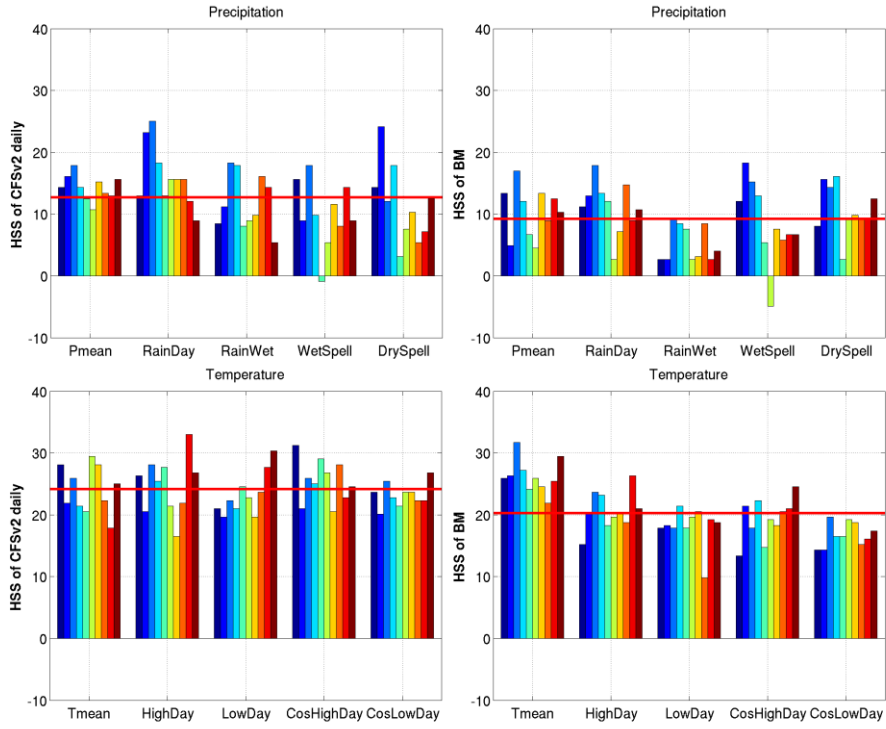 Precipitation
40
30
20
10
0
-10
HSS of CFSv2 daily
Pmean RainDay RainWet WetSpell DrySpell
Precipitation
40
30
20
10
0
-10
HSS of BM
Pmean RainDay RainWet WetSpell DrySpell
Temperature
40
30
20
10
0
-10
HSS of CFSv2 daily
Tmean HighDay LowDay CosHighDay CosLowDay
Temperature
40
30
20
10
0
-10
HSS of BM
Tmean HighDay LowDay CosHighDay CosLowDay